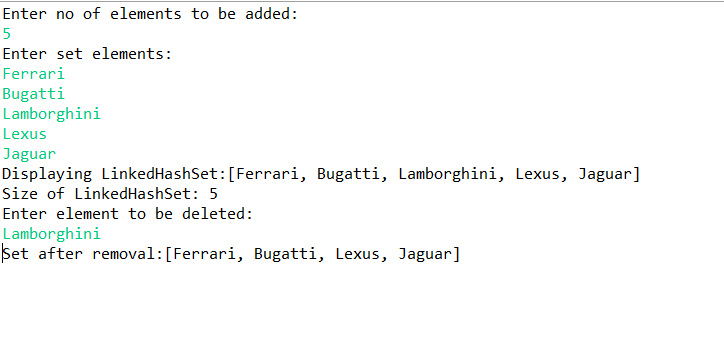 Enter no of elements to be added:
5
Enter set elements:
Ferrari
Bugatti
Lamborghini
Lexus
Jaguar
Displaying LinkedHashSet:[Ferrari, Bugatti, Lamborghini, Lexus, Jaguar]
Size of LinkedHashSet: 5
Enter element to be deleted:
Lamborghini
Set after removal:[Ferrari, Bugatti, Lexus, Jaguar]